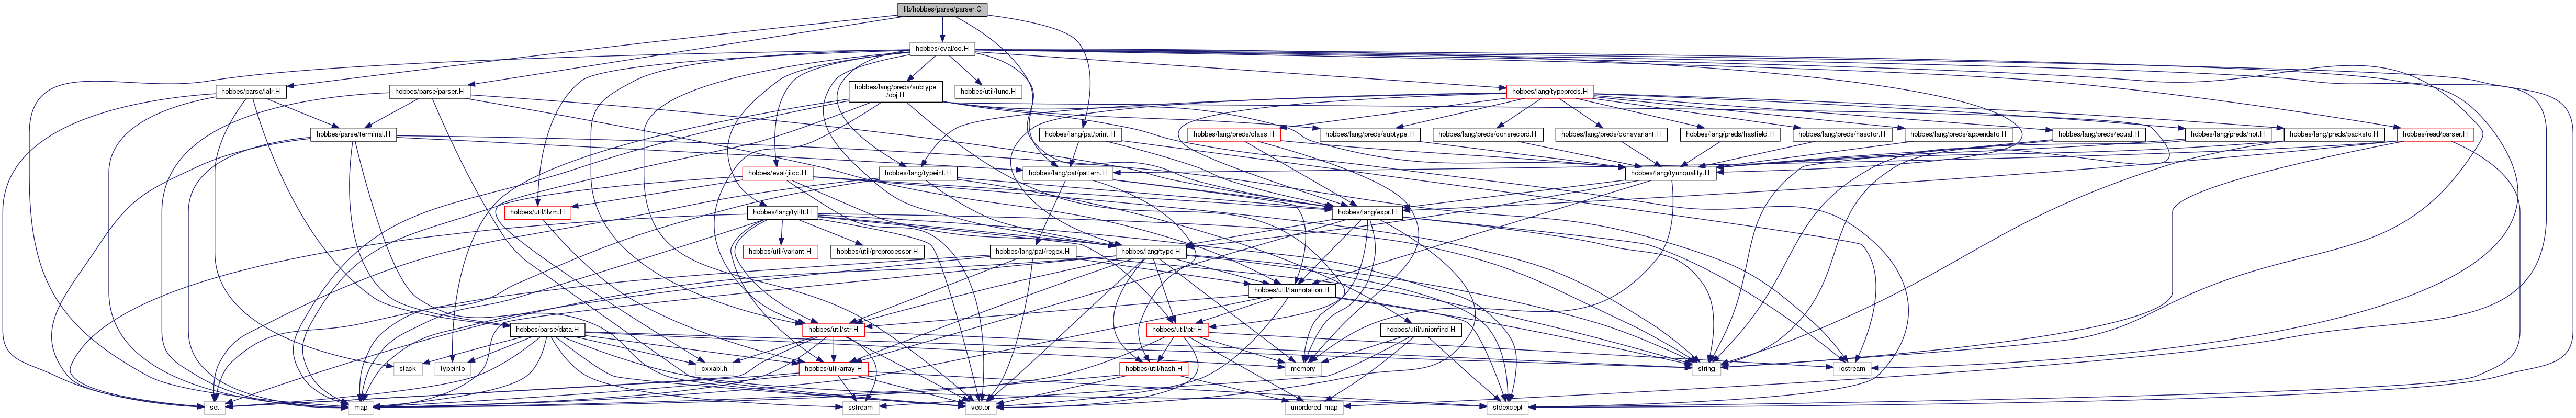 lib/hobbes/parse/parser.C
hobbes/eval/cc.H
hobbes/parse/lalr.H
hobbes/parse/parser.H
hobbes/lang/preds/subtype
/obj.H
hobbes/util/func.H
hobbes/lang/typepreds.H
hobbes/parse/terminal.H
hobbes/lang/pat/print.H
hobbes/lang/preds/class.H
hobbes/lang/preds/subtype.H
hobbes/lang/preds/consrecord.H
hobbes/lang/preds/consvariant.H
hobbes/lang/preds/hasfield.H
hobbes/lang/preds/hasctor.H
hobbes/lang/preds/appendsto.H
hobbes/lang/preds/equal.H
hobbes/lang/preds/not.H
hobbes/lang/preds/packsto.H
hobbes/read/parser.H
hobbes/eval/jitcc.H
hobbes/lang/typeinf.H
hobbes/lang/pat/pattern.H
hobbes/lang/tyunqualify.H
hobbes/util/llvm.H
hobbes/lang/tylift.H
hobbes/lang/expr.H
hobbes/util/variant.H
hobbes/util/preprocessor.H
hobbes/lang/pat/regex.H
hobbes/lang/type.H
hobbes/util/lannotation.H
hobbes/parse/data.H
hobbes/util/str.H
hobbes/util/ptr.H
hobbes/util/unionfind.H
stack
typeinfo
cxxabi.h
hobbes/util/array.H
hobbes/util/hash.H
memory
string
iostream
set
map
sstream
vector
unordered_map
stdexcept